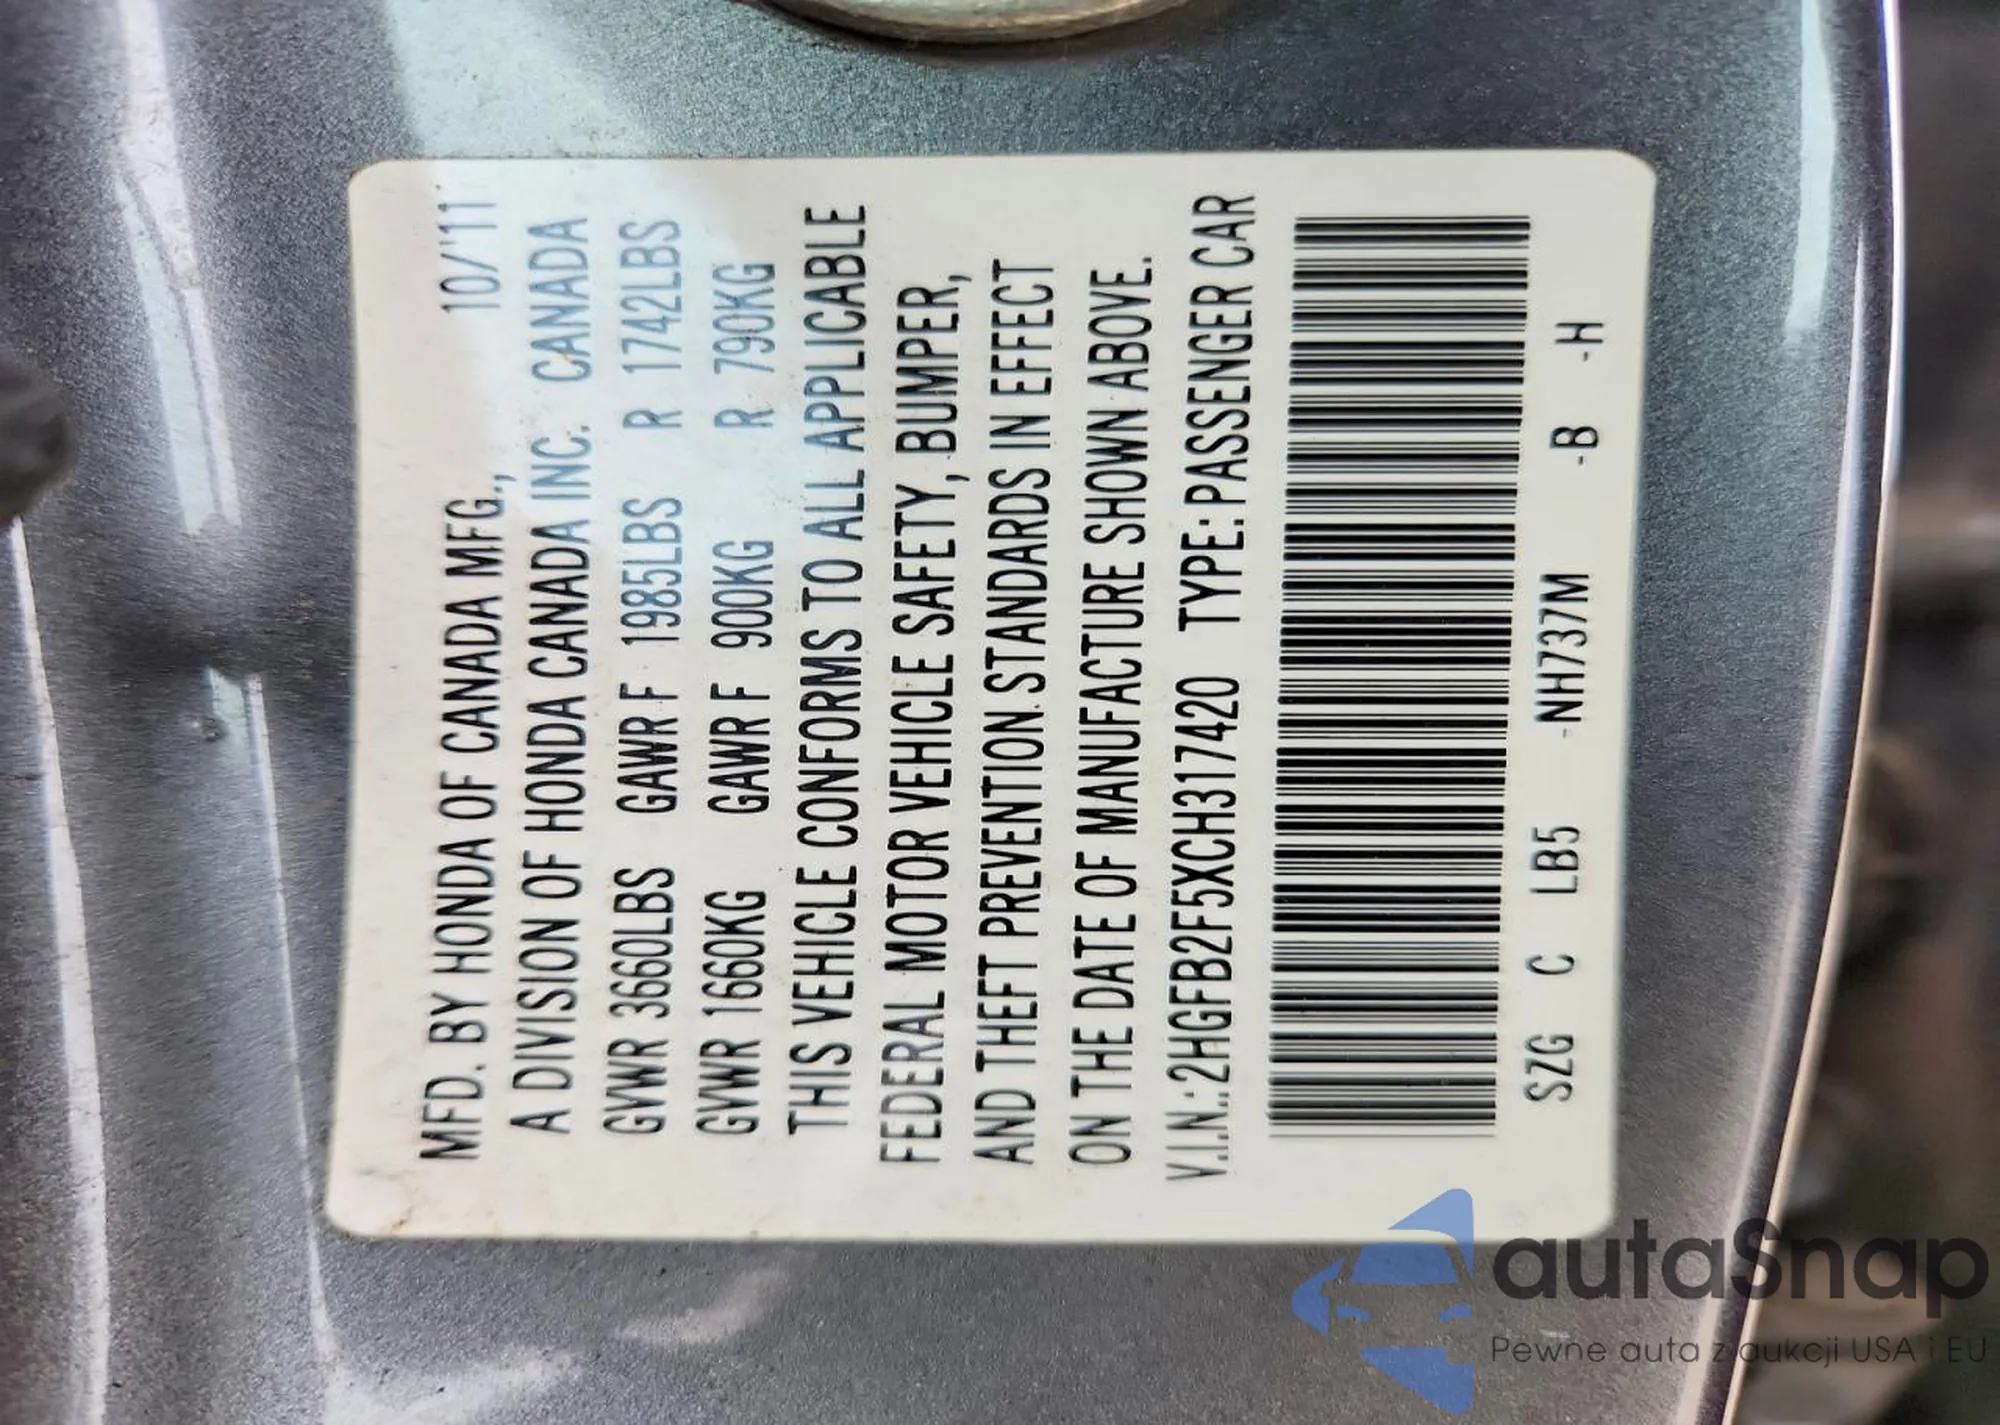 MFD. BY HONDA OF CANADA MFG., 10/'11
A DIVISION OF HONDA CANADA INC. CANADA
GVWR 3660LBS GAWR F 1985LBS R 1742LBS
GVWR 1660KG GAWR F 900KG R 790KG
THIS VEHICLE CONFORMS TO ALL APPLICABLE
FEDERAL MOTOR VEHICLE SAFETY, BUMPER,
AND THEFT PREVENTION STANDARDS IN EFFECT
ON THE DATE OF MANUFACTURE SHOWN ABOVE.
V.I.N.:2HGFB2F5XCH317420 TYPE:PASSENGER CAR
SZG C LB5 -NH737M -B -H
autaSnap
Pewne auta z aukcji USA i EU